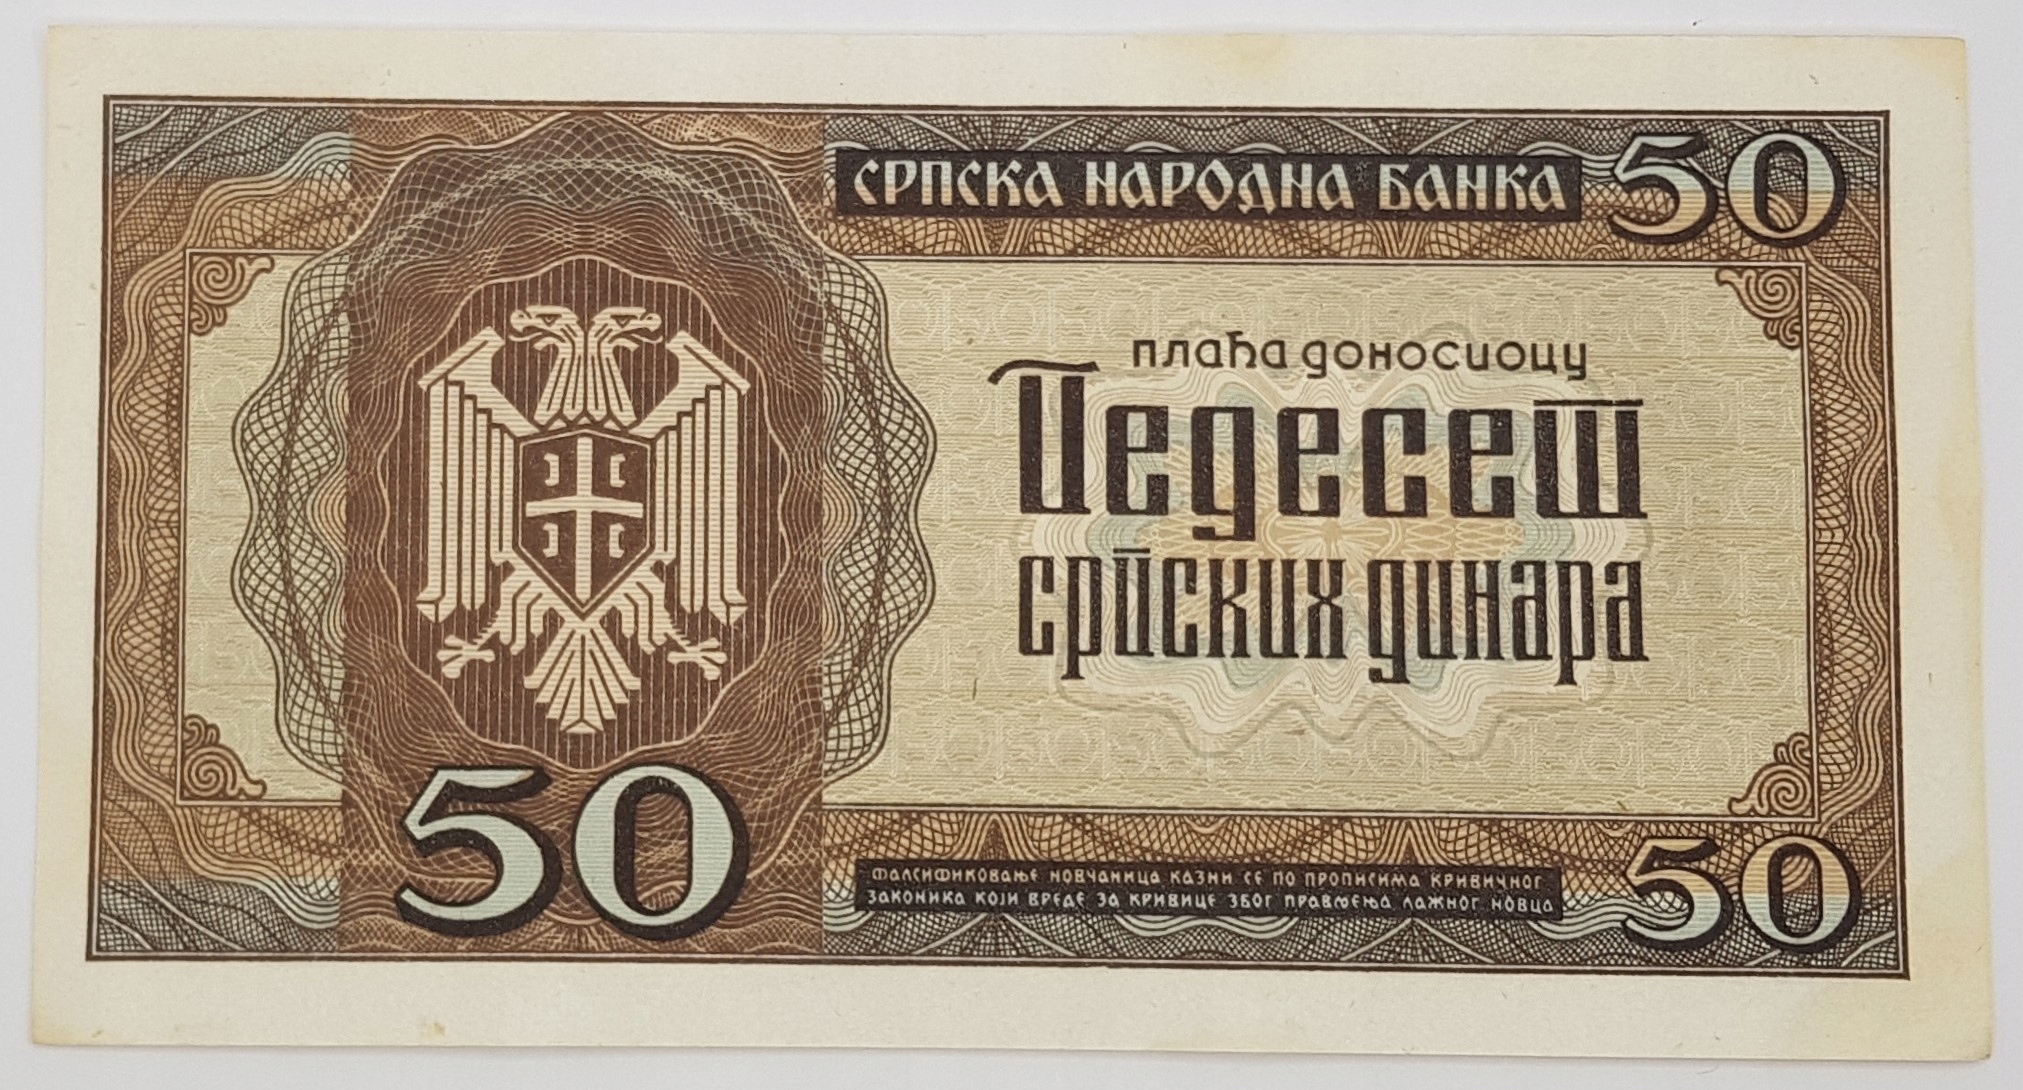 СРПСКА НАРОДНА БАНКА 50
плаћа доносиоцу
Педесет
српских динара
50
ФАЛСИФИКОВАЊЕ НОВЧАНИЦА КАЗНИ СЕ ПО ПРОПИСИМА КРИВИЧНОГ
ЗАКОНИКА КОЈИ ВРЕДЕ ЗА КРИВИЦЕ ЗБОГ ПРАВЉЕЊА ЛАЖНОГ НОВЦА
50